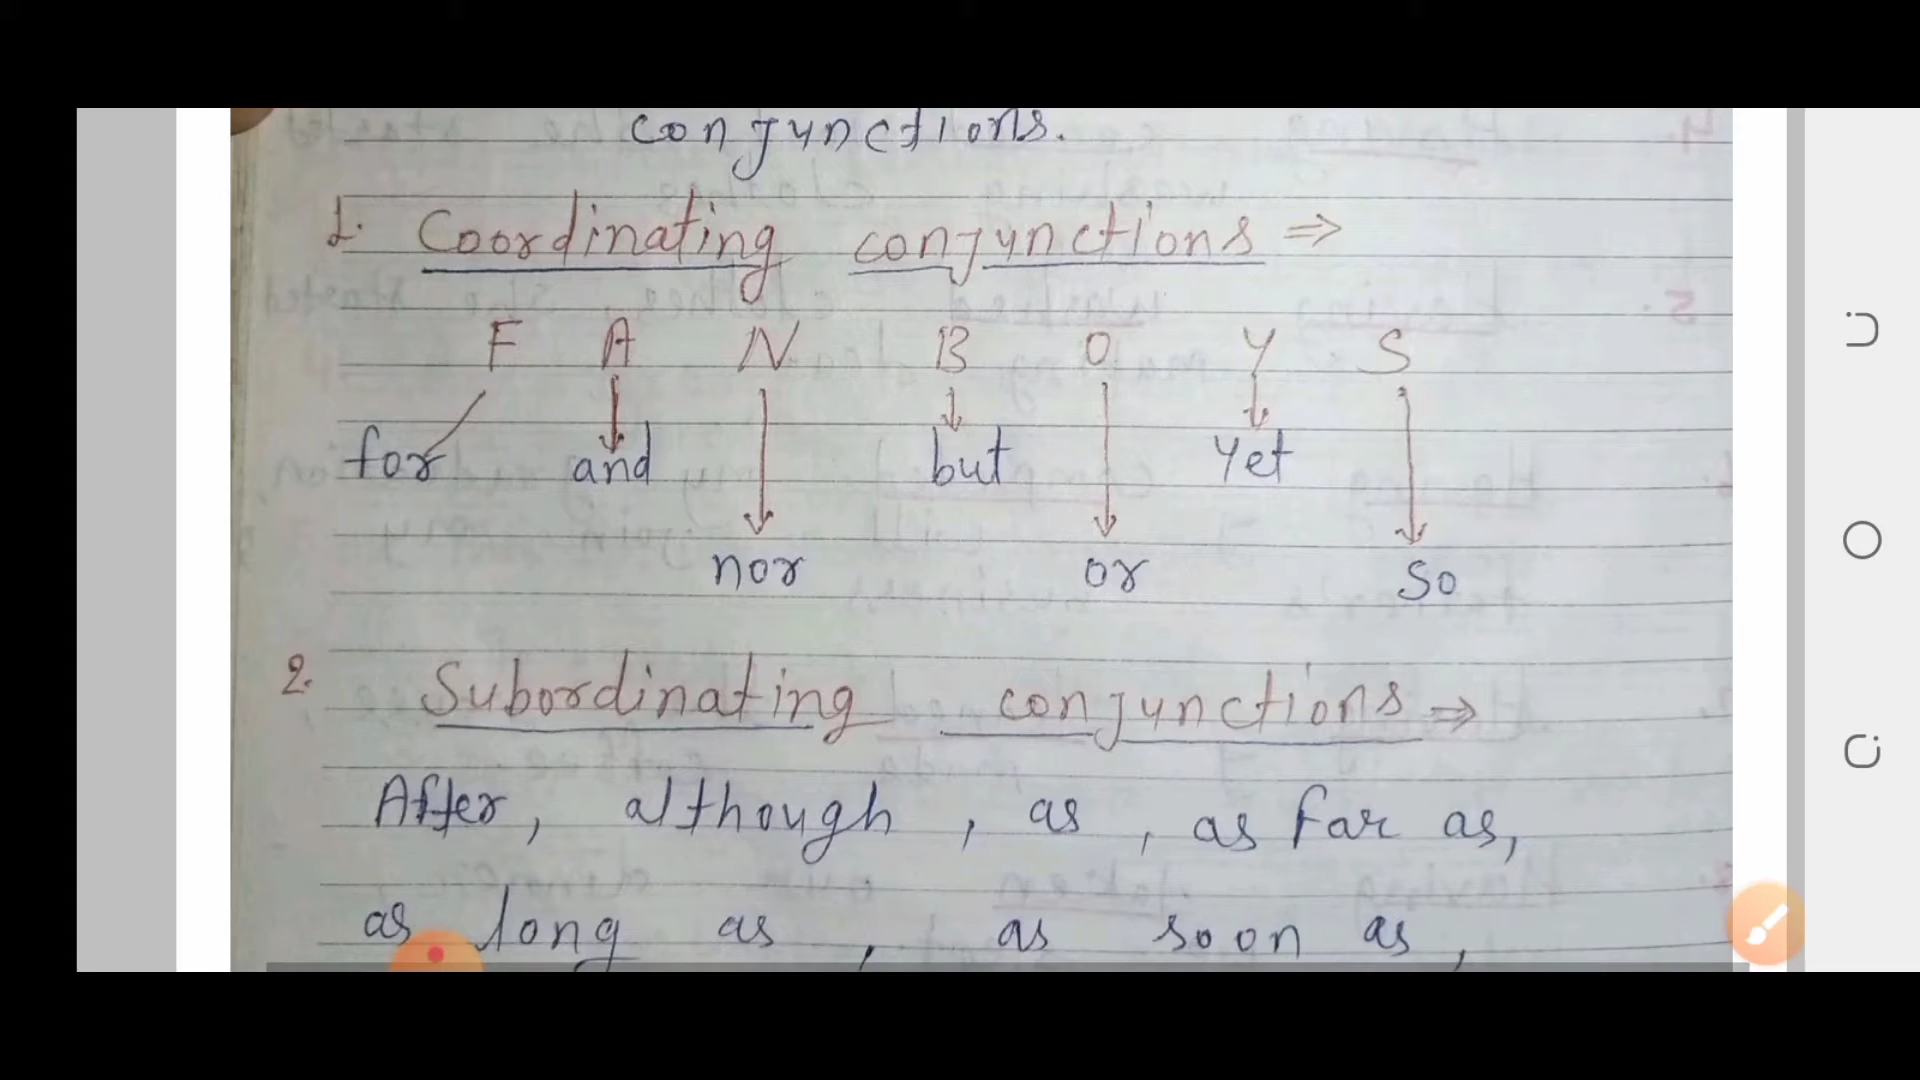 conjunctions.
1. Coordinating conjunctions ⇒
F A N B O Y S
for and but Yet
nor or So
2. Subordinating conjunctions ⇒
After, although, as, as far as,
as long as, as soon as,